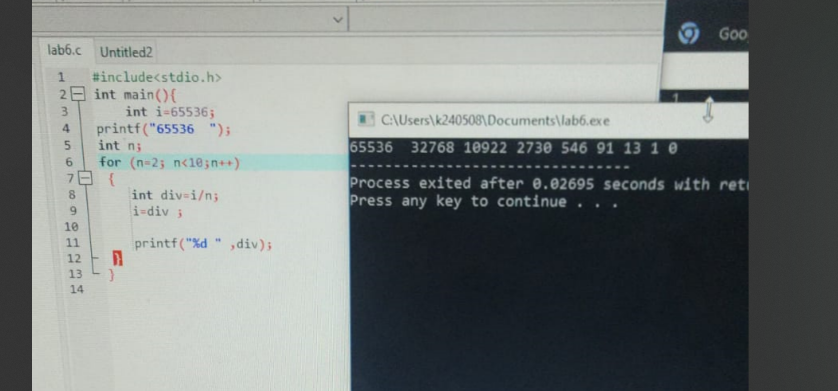 Goo
lab6.c Untitled2
1 #include<stdio.h>
2 int main(){
3 int i=65536;
4 printf("65536  ");
5 int n;
6 for (n=2; n<10;n++)
7 {
8 int div=i/n;
9 i=div ;
10
11 printf("%d " ,div);
12 }
13 }
14
1
C:\Users\k240508\Documents\lab6.exe
65536  32768 10922 2730 546 91 13 1 0
--------------------------------
Process exited after 0.02695 seconds with retu
Press any key to continue . . .